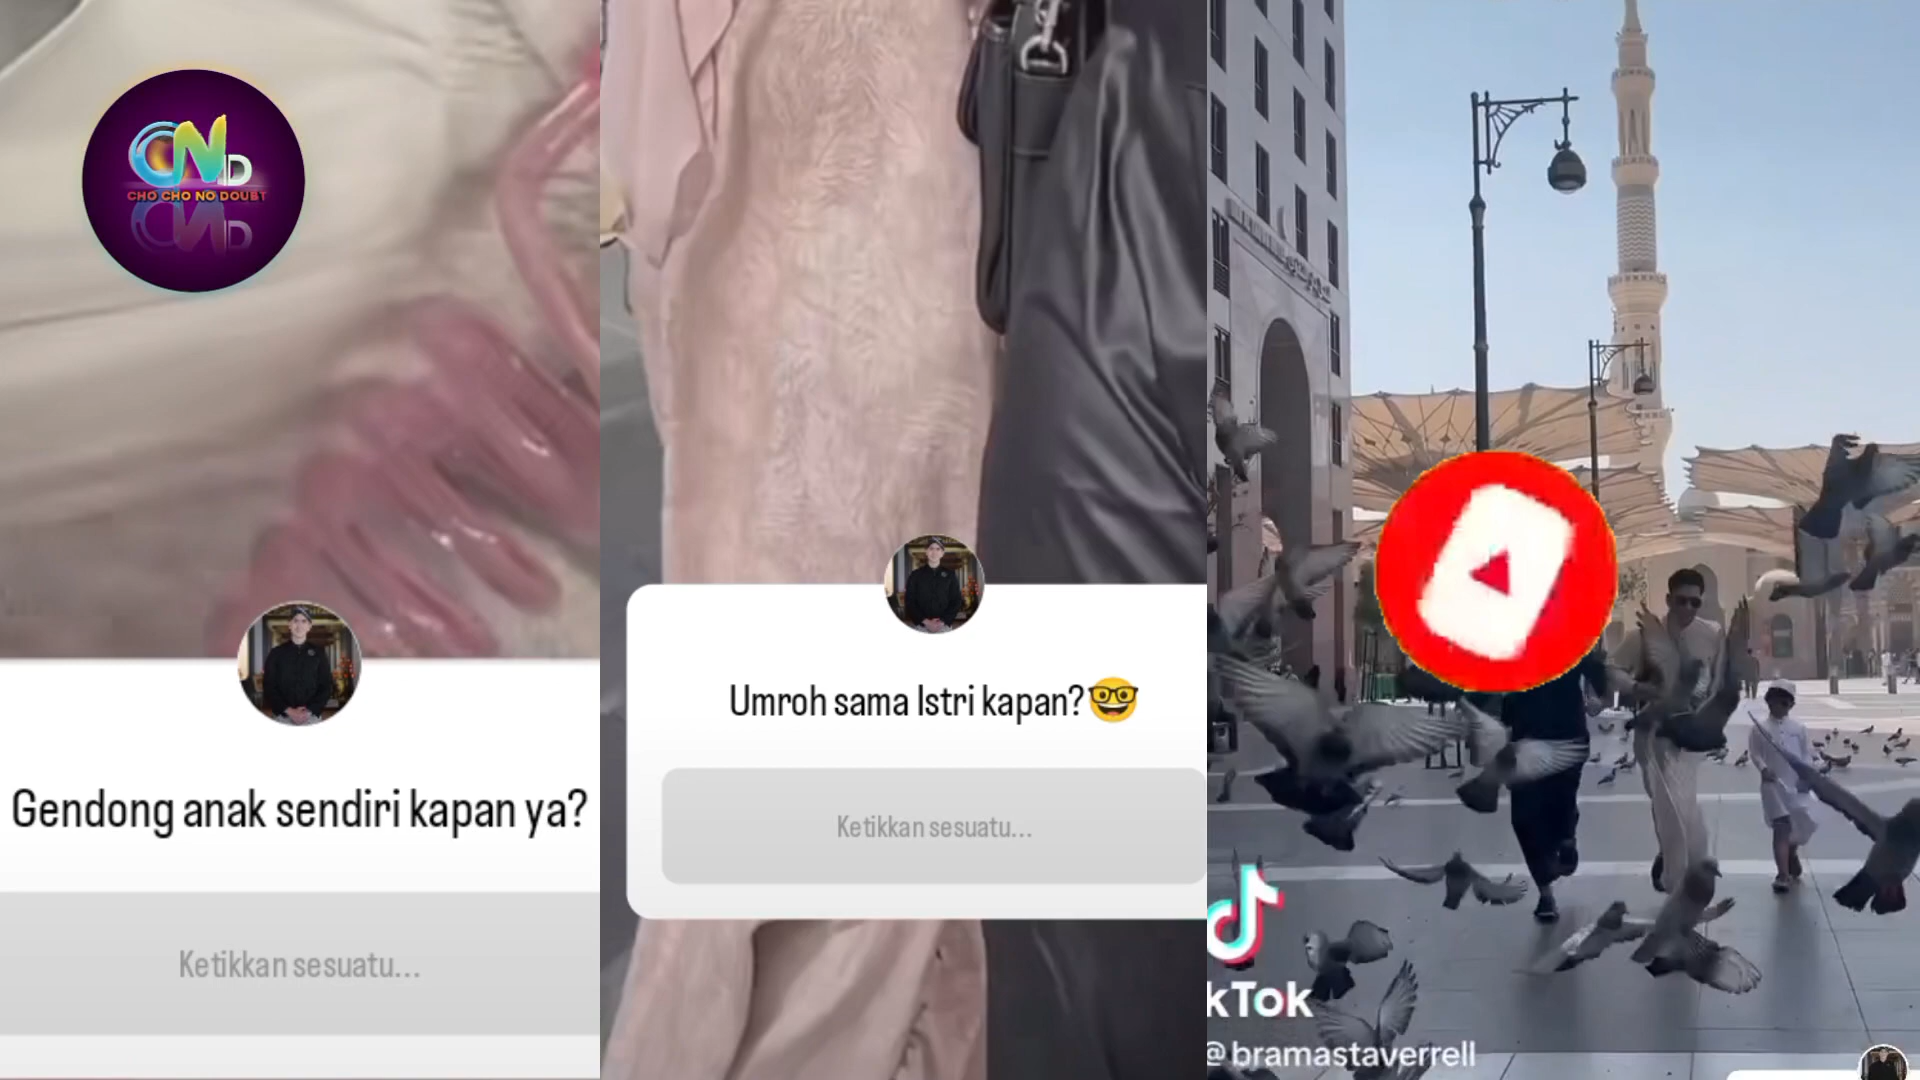 CND
CHO CHO NO DOUBT
Gendong anak sendiri kapan ya?
Ketikkan sesuatu...
Umroh sama Istri kapan?🤓
Ketikkan sesuatu...
kTok
@bramastaverrell